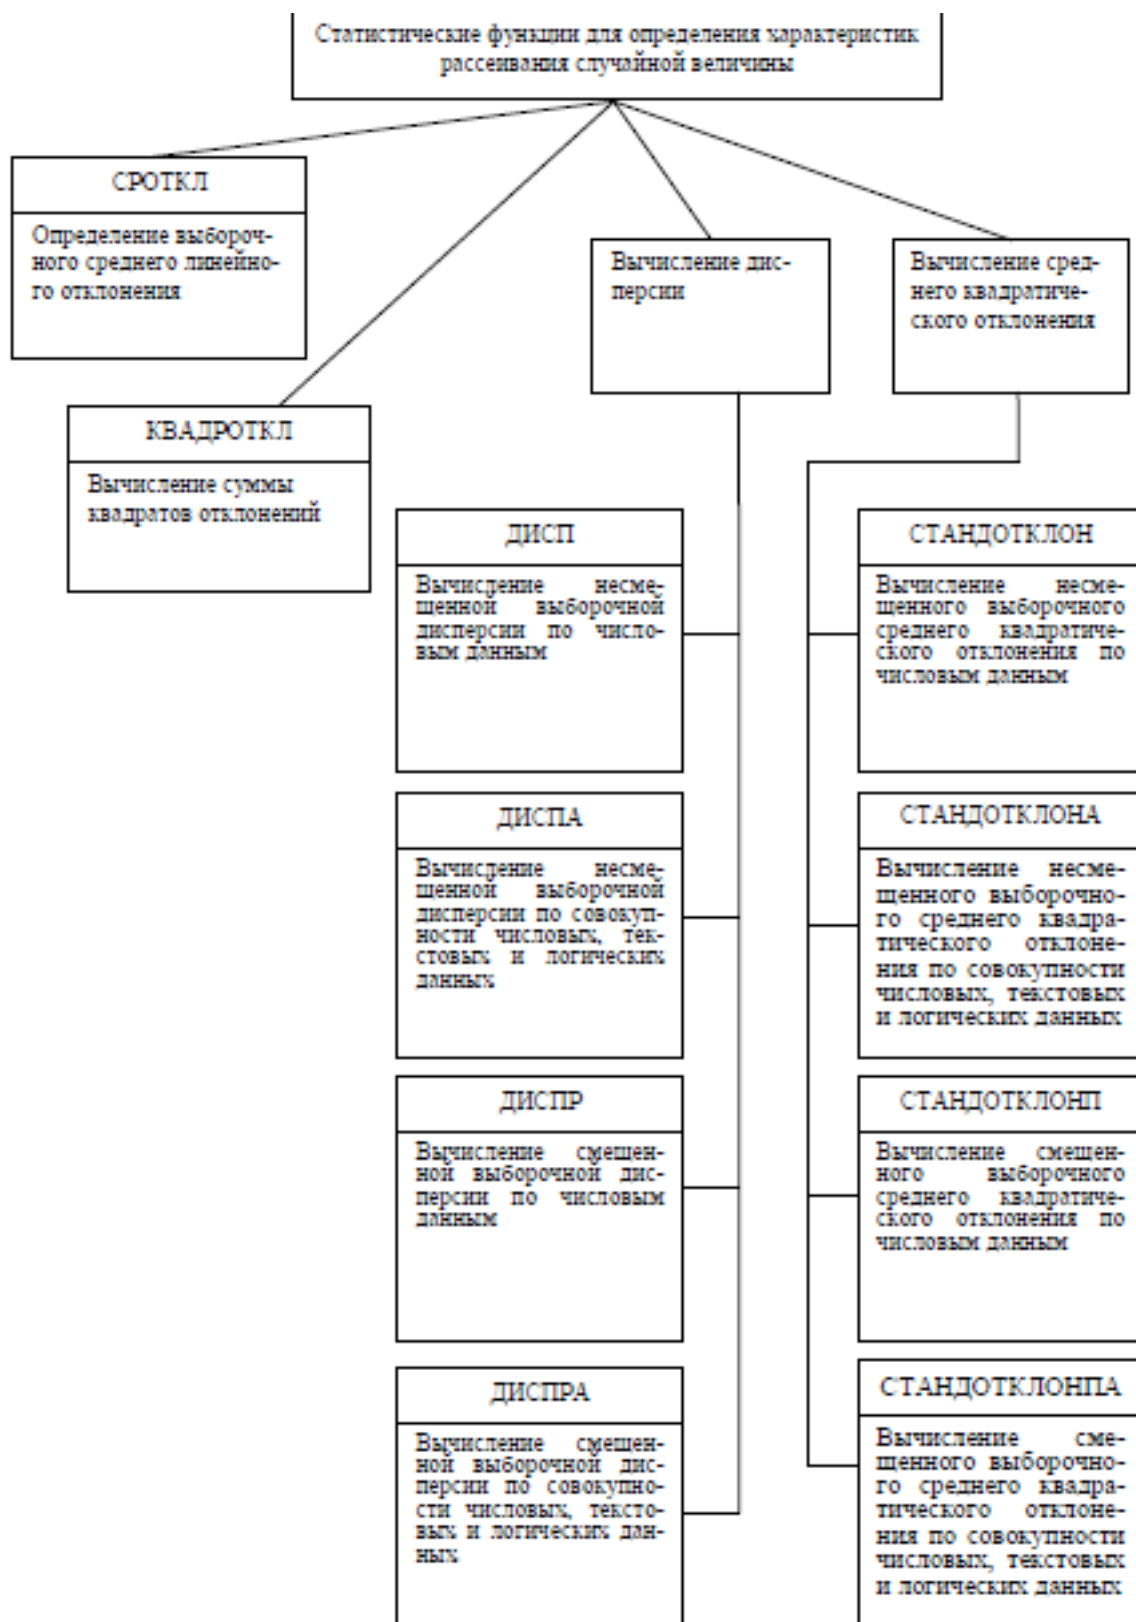 Статистические функции для определения характеристик
рассеивания случайной величины
СРОТКЛ
Определение выбороч-
ного среднего линейно-
го отклонения
КВАДРОТКЛ
Вычисление суммы
квадратов отклонений
Вычисление дис-
персии
Вычисление сред-
него квадратиче-
ского отклонения
ДИСП
Вычисление несме-
щенной выборочной
дисперсии по число-
вым данным
ДИСПА
Вычисление несме-
щенной выборочной
дисперсии по совокуп-
ности числовых, тек-
стовых и логических
данных
ДИСПР
Вычисление смещен-
ной выборочной дис-
персии по числовым
данным
ДИСПРА
Вычисление смещен-
ной выборочной дис-
персии по совокупно-
сти числовых, тексто-
вых и логических дан-
ных
СТАНДОТКЛОН
Вычисление несме-
щенного выборочного
среднего квадратиче-
ского отклонения по
числовым данным
СТАНДОТКЛОНА
Вычисление несме-
щенного выборочно-
го среднего квадра-
тического отклоне-
ния по совокупности
числовых, текстовых
и логических данных
СТАНДОТКЛОНП
Вычисление смещен-
ного выборочного
среднего квадратиче-
ского отклонения по
числовым данным
СТАНДОТКЛОНПА
Вычисление сме-
щенного выборочно-
го среднего квадра-
тического отклоне-
ния по совокупности
числовых, текстовых
и логических данных